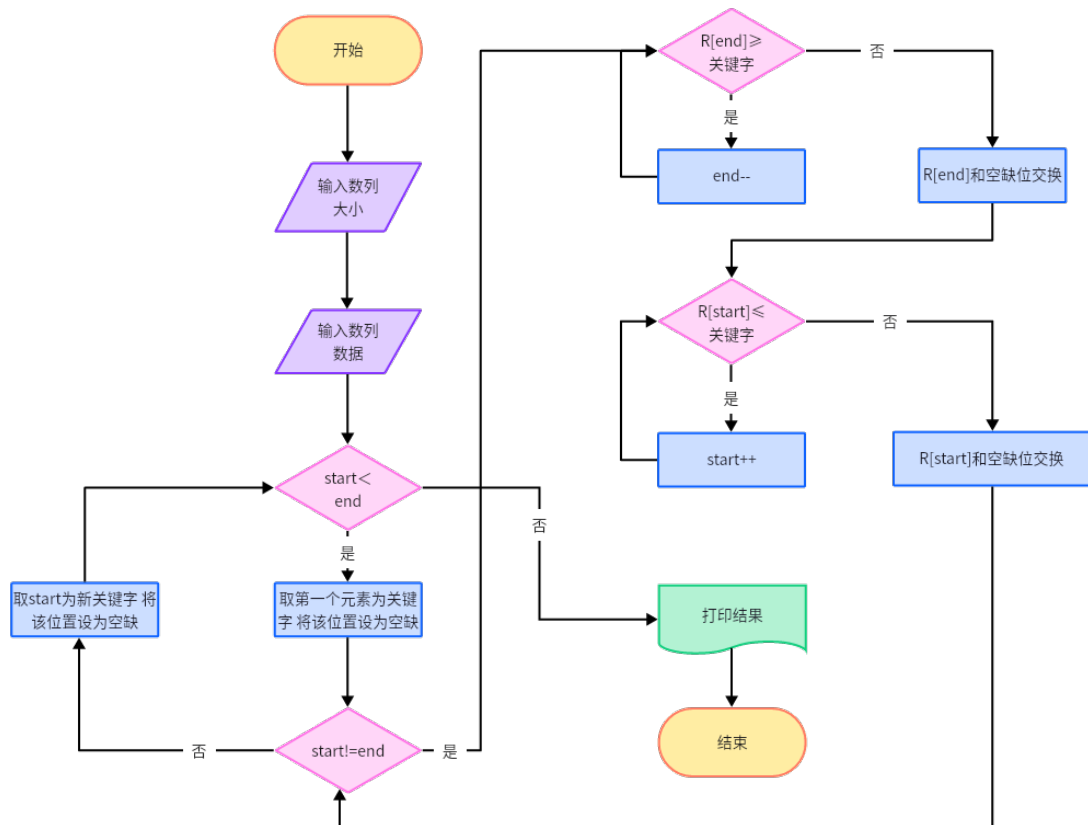 开始
输入数列
大小
输入数列
数据
start＜
end
是
否
取第一个元素为关键
字 将该位置设为空缺
取start为新关键字 将
该位置设为空缺
start!=end
否
是
R[end]≥
关键字
否
是
end--
R[end]和空缺位交换
R[start]≤
关键字
否
是
start++
R[start]和空缺位交换
打印结果
结束